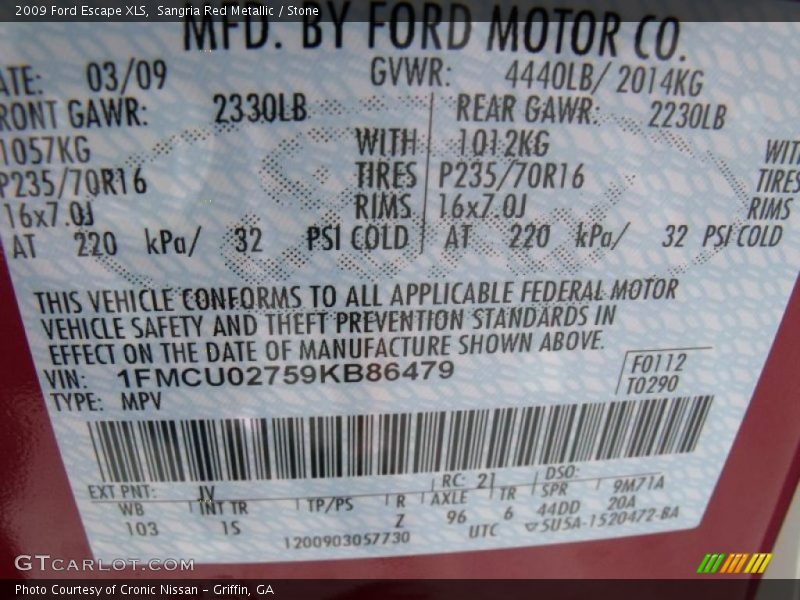 2009 Ford Escape XLS, Sangria Red Metallic / Stone
MFD. BY FORD MOTOR CO.
ATE: 03/09 GVWR: 4440LB/ 2014KG
RONT GAWR: 2330LB REAR GAWR: 2230LB
1057KG WITH 1012KG WITH
P235/70R16 TIRES P235/70R16 TIRES
16x7.0J RIMS 16x7.0J RIMS
AT 220 kPa/ 32 PSI COLD AT 220 kPa/ 32 PSI COLD
THIS VEHICLE CONFORMS TO ALL APPLICABLE FEDERAL MOTOR
VEHICLE SAFETY AND THEFT PREVENTION STANDARDS IN
EFFECT ON THE DATE OF MANUFACTURE SHOWN ABOVE.
VIN: 1FMCU02759KB86479 F0112
TYPE: MPV T0290
EXT PNT: JV RC: 21 DSO:
WB INT TR TP/PS R AXLE TR SPR 9M71A
103 1S Z 96 6 44DD 20A
1200903057730 UTC ▽5U5A-1520472-BA
GTCARLOT.COM
Photo Courtesy of Cronic Nissan - Griffin, GA